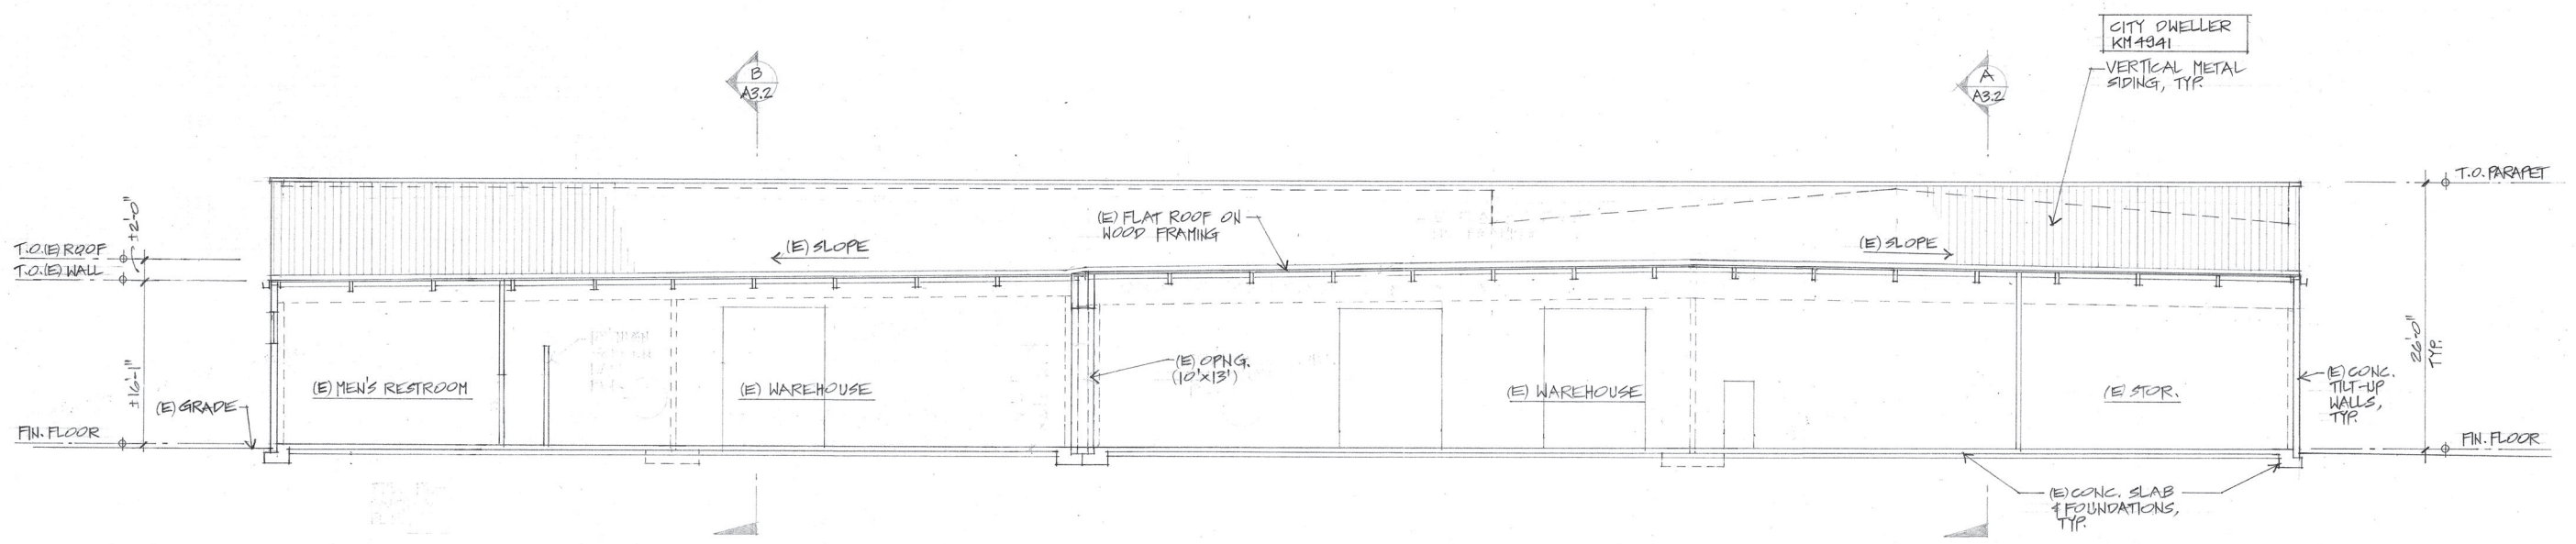 CITY DWELLER
KM4941
VERTICAL METAL
SIDING, TYP.
B
A3.2
A
A3.2
T.O. PARAPET
±2'-0"
T.O.(E) ROOF
T.O.(E) WALL
(E) SLOPE
(E) FLAT ROOF ON
WOOD FRAMING
(E) SLOPE
±16'-1"
(E) GRADE
FIN. FLOOR
(E) MEN'S RESTROOM
(E) WAREHOUSE
(E) OPNG.
(10'x13')
(E) WAREHOUSE
(E) STOR.
(E) CONC.
TILT-UP
WALLS,
TYP.
26'-0"
TYP.
FIN. FLOOR
(E) CONC. SLAB
& FOUNDATIONS,
TYP.